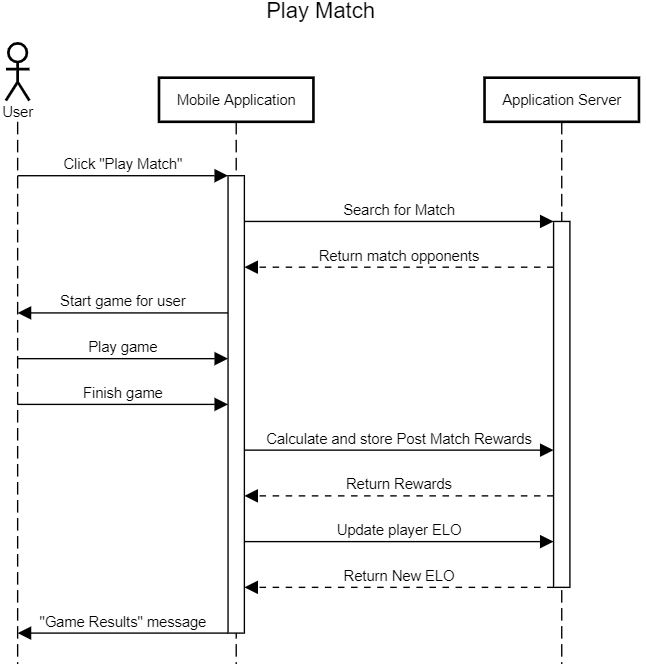 Play Match
User
Mobile Application
Application Server
Click "Play Match"
Search for Match
Return match opponents
Start game for user
Play game
Finish game
Calculate and store Post Match Rewards
Return Rewards
Update player ELO
Return New ELO
"Game Results" message